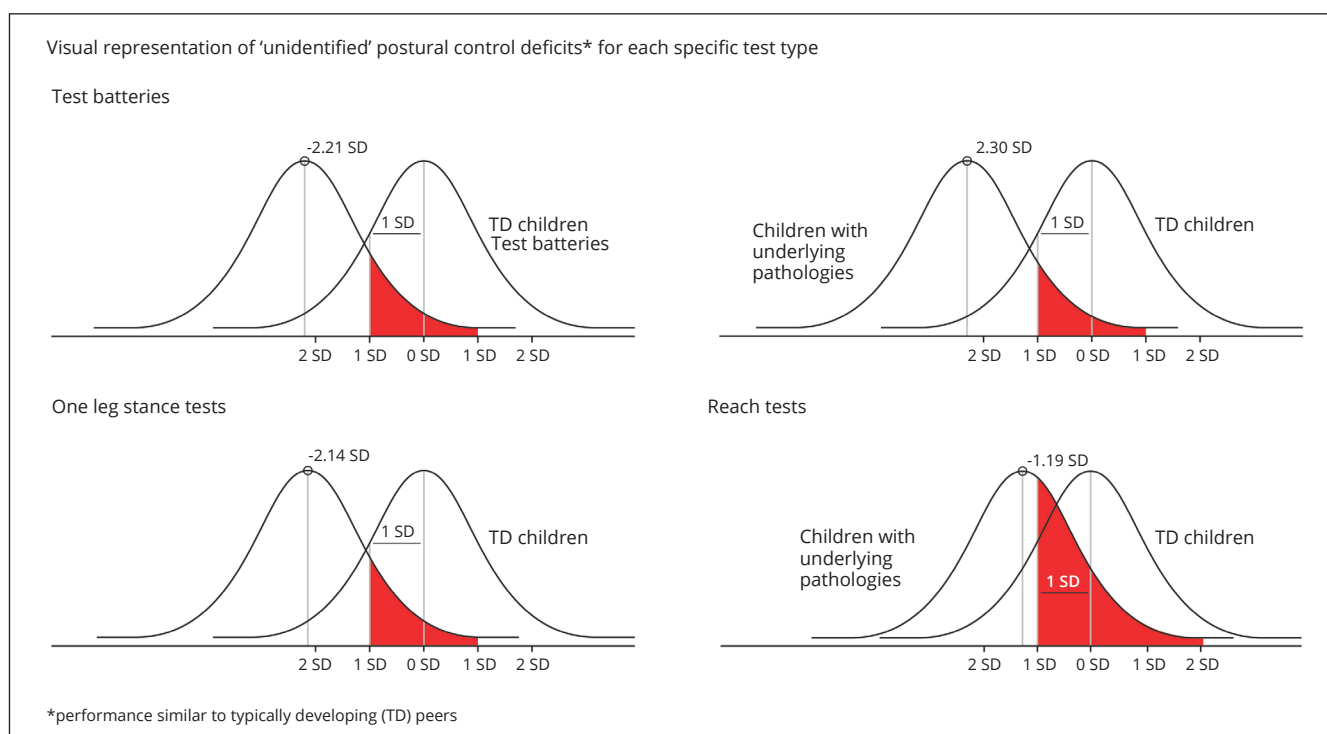 Visual representation of ‘unidentified’ postural control deficits* for each specific test type
Test batteries
-2.21 SD
1 SD
TD children
Test batteries
2 SD 1 SD 0 SD 1 SD 2 SD
2.30 SD
Children with
underlying
pathologies
1 SD
TD children
2 SD 1 SD 0 SD 1 SD 2 SD
One leg stance tests
-2.14 SD
1 SD
TD children
2 SD 1 SD 0 SD 1 SD 2 SD
Reach tests
-1.19 SD
Children with
underlying
pathologies
1 SD
TD children
2 SD 1 SD 0 SD 1 SD 2 SD
*performance similar to typically developing (TD) peers